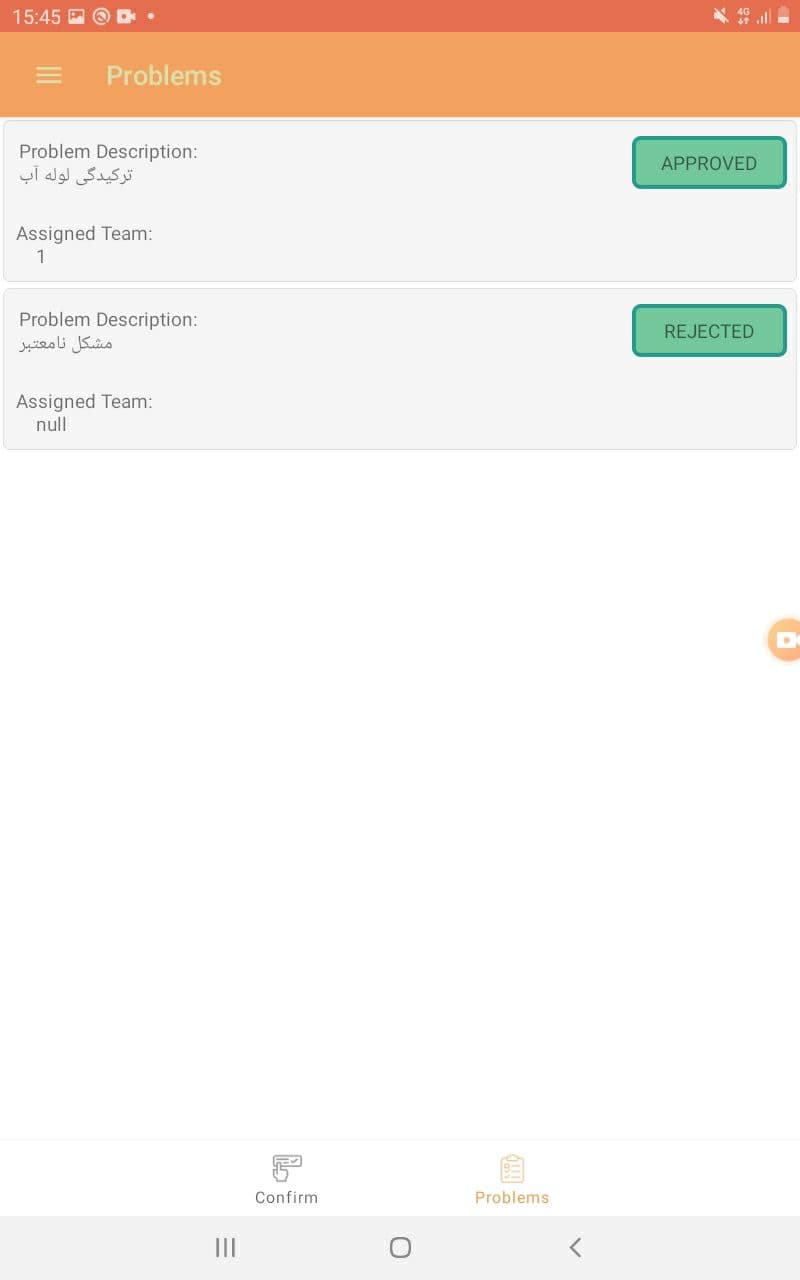 15:45
4G
Problems
Problem Description:
ترکیدگی لوله آب
APPROVED
Assigned Team:
1
Problem Description:
مشکل نامعتبر
REJECTED
Assigned Team:
null
Confirm
Problems